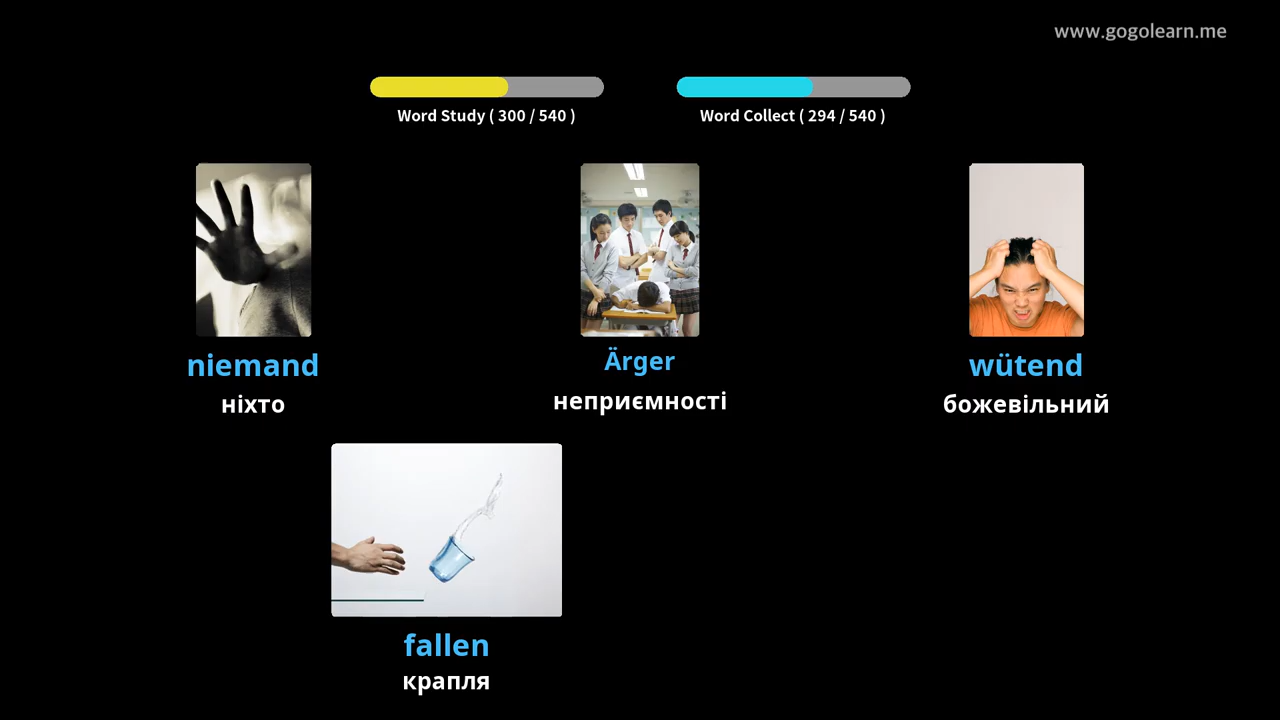 www.gogolearn.me
Word Study ( 300 / 540 )
Word Collect ( 294 / 540 )
niemand
ніхто
Ärger
неприємності
wütend
божевільний
fallen
крапля